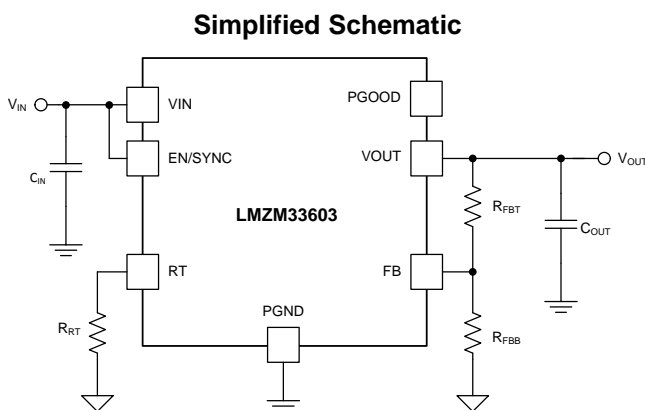 Simplified Schematic
VIN
VIN
PGOOD
EN/SYNC
VOUT
VOUT
CIN
LMZM33603
RFBT
COUT
RT
FB
PGND
RRT
RFBB